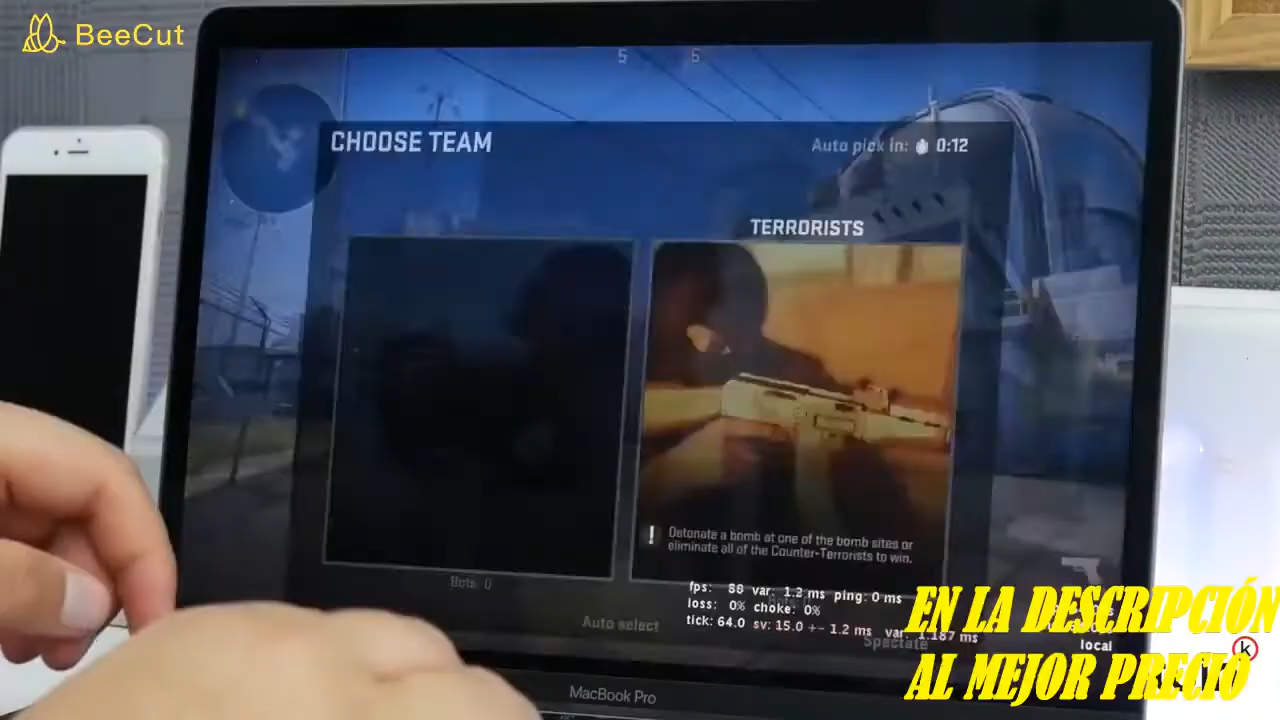 BeeCut
5 5
CHOOSE TEAM
Auto pick in: 0:12
TERRORISTS
Detonate a bomb at one of the bomb sites or
eliminate all of the Counter-Terrorists to win.
Bots: 0
fps: 86 var: 1.2 ms ping: 0 ms
loss: 0% choke: 0%
tick: 64.0 sv: 15.0 +- 1.2 ms var: 1.187 ms
local
Auto select
Spectate
EN LA DESCRIPCIÓN
AL MEJOR PRECIO
K
MacBook Pro